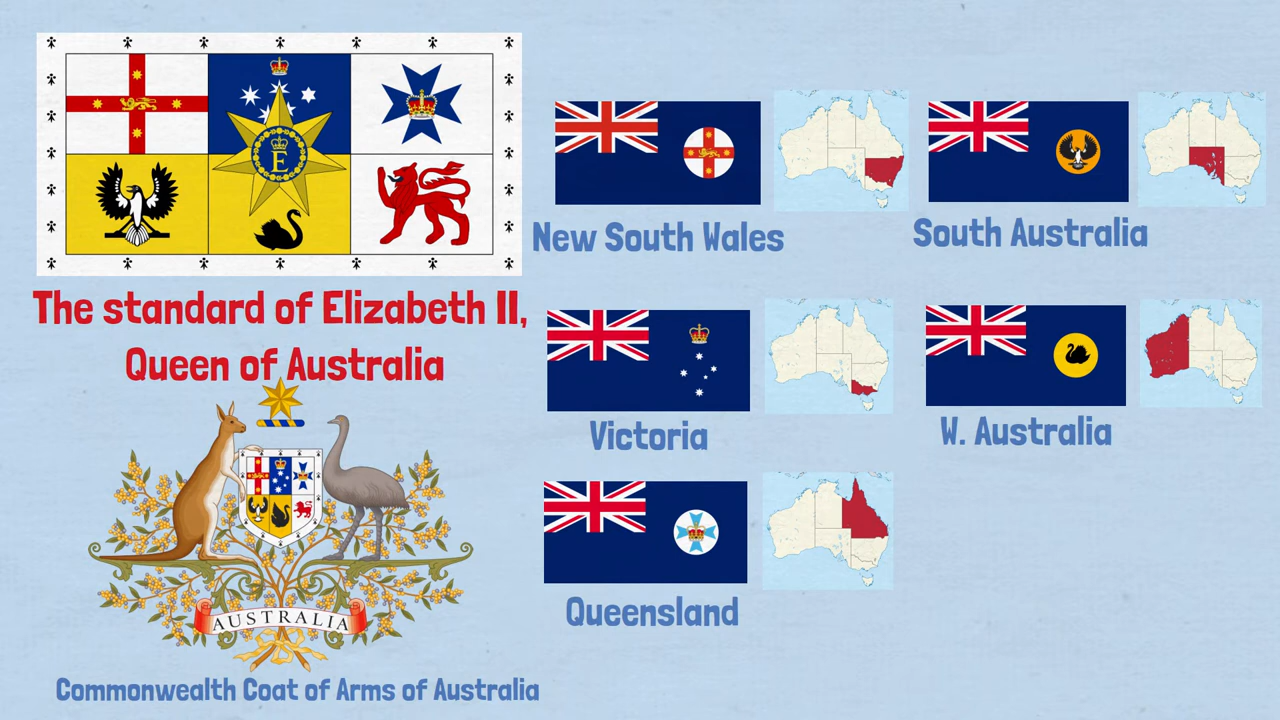 E
The standard of Elizabeth II,
Queen of Australia
AUSTRALIA
Commonwealth Coat of Arms of Australia
New South Wales
South Australia
Victoria
W. Australia
Queensland